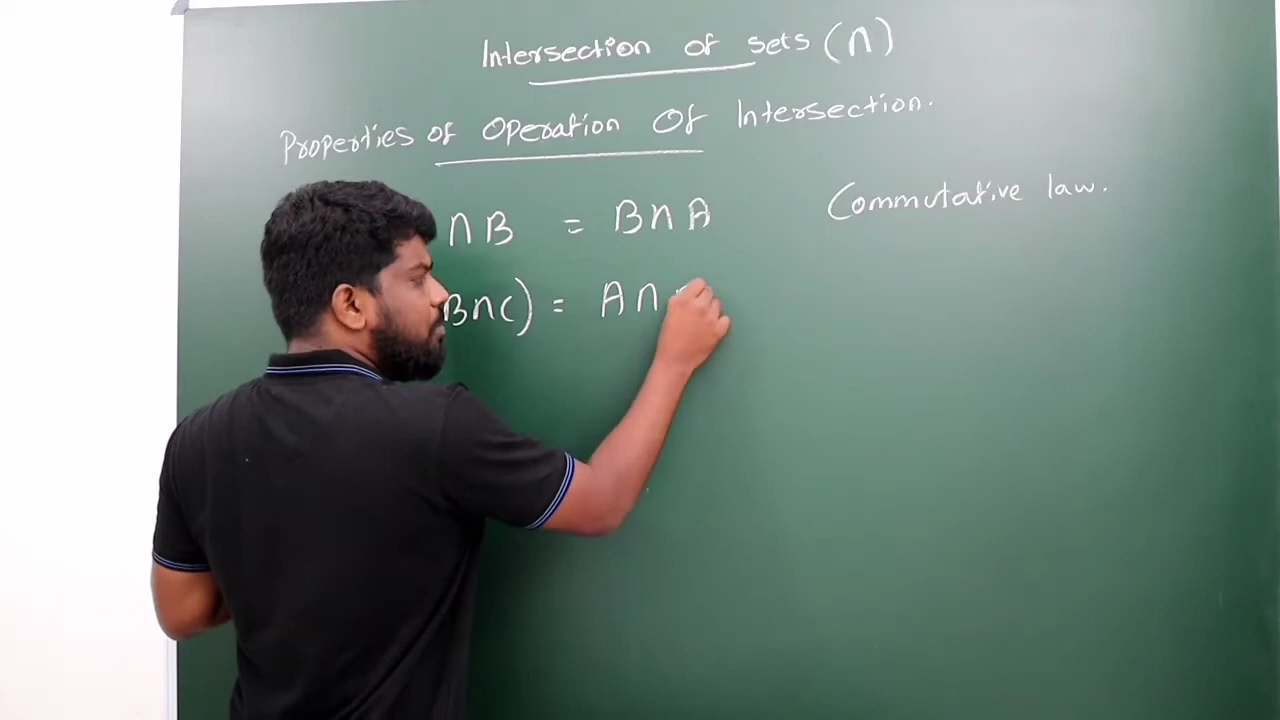 Intersection of sets (∩)
Properties of Operation Of Intersection.
∩ B = B ∩ A Commutative law.
B ∩ C) = A ∩